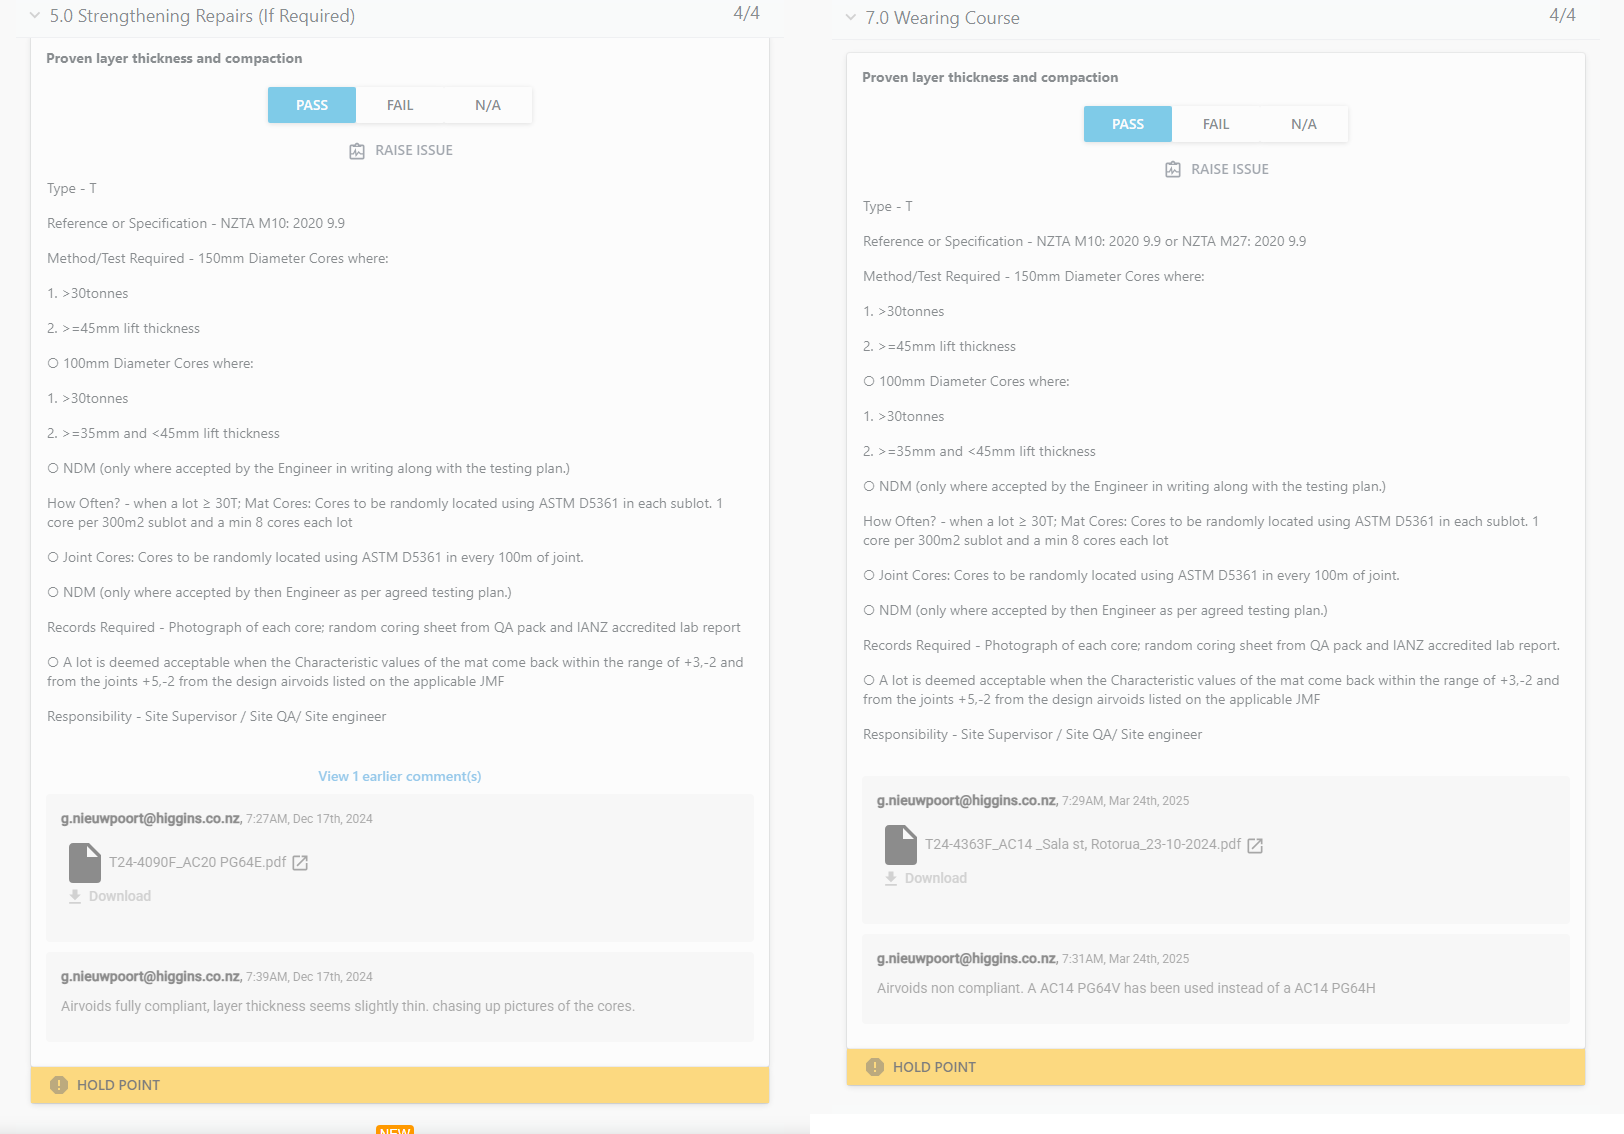 5.0 Strengthening Repairs (If Required)
4/4
Proven layer thickness and compaction
PASS
FAIL
N/A
RAISE ISSUE
Type - T
Reference or Specification - NZTA M10: 2020 9.9
Method/Test Required - 150mm Diameter Cores where:
1. >30tonnes
2. >=45mm lift thickness
O 100mm Diameter Cores where:
1. >30tonnes
2. >=35mm and <45mm lift thickness
O NDM (only where accepted by the Engineer in writing along with the testing plan.)
How Often? - when a lot ≥ 30T; Mat Cores: Cores to be randomly located using ASTM D5361 in each sublot. 1
core per 300m2 sublot and a min 8 cores each lot
O Joint Cores: Cores to be randomly located using ASTM D5361 in every 100m of joint.
O NDM (only where accepted by then Engineer as per agreed testing plan.)
Records Required - Photograph of each core; random coring sheet from QA pack and IANZ accredited lab report
O A lot is deemed acceptable when the Characteristic values of the mat come back within the range of +3,-2 and
from the joints +5,-2 from the design airvoids listed on the applicable JMF
Responsibility - Site Supervisor / Site QA/ Site engineer
View 1 earlier comment(s)
g.nieuwpoort@higgins.co.nz, 7:27AM, Dec 17th, 2024
T24-4090F_AC20 PG64E.pdf
Download
g.nieuwpoort@higgins.co.nz, 7:39AM, Dec 17th, 2024
Airvoids fully compliant, layer thickness seems slightly thin. chasing up pictures of the cores.
HOLD POINT
NEW
7.0 Wearing Course
4/4
Proven layer thickness and compaction
PASS
FAIL
N/A
RAISE ISSUE
Type - T
Reference or Specification - NZTA M10: 2020 9.9 or NZTA M27: 2020 9.9
Method/Test Required - 150mm Diameter Cores where:
1. >30tonnes
2. >=45mm lift thickness
O 100mm Diameter Cores where:
1. >30tonnes
2. >=35mm and <45mm lift thickness
O NDM (only where accepted by the Engineer in writing along with the testing plan.)
How Often? - when a lot ≥ 30T; Mat Cores: Cores to be randomly located using ASTM D5361 in each sublot. 1
core per 300m2 sublot and a min 8 cores each lot
O Joint Cores: Cores to be randomly located using ASTM D5361 in every 100m of joint.
O NDM (only where accepted by then Engineer as per agreed testing plan.)
Records Required - Photograph of each core; random coring sheet from QA pack and IANZ accredited lab report.
O A lot is deemed acceptable when the Characteristic values of the mat come back within the range of +3,-2 and
from the joints +5,-2 from the design airvoids listed on the applicable JMF
Responsibility - Site Supervisor / Site QA/ Site engineer
g.nieuwpoort@higgins.co.nz, 7:29AM, Mar 24th, 2025
T24-4363F_AC14 _Sala st, Rotorua_23-10-2024.pdf
Download
g.nieuwpoort@higgins.co.nz, 7:31AM, Mar 24th, 2025
Airvoids non compliant. A AC14 PG64V has been used instead of a AC14 PG64H
HOLD POINT